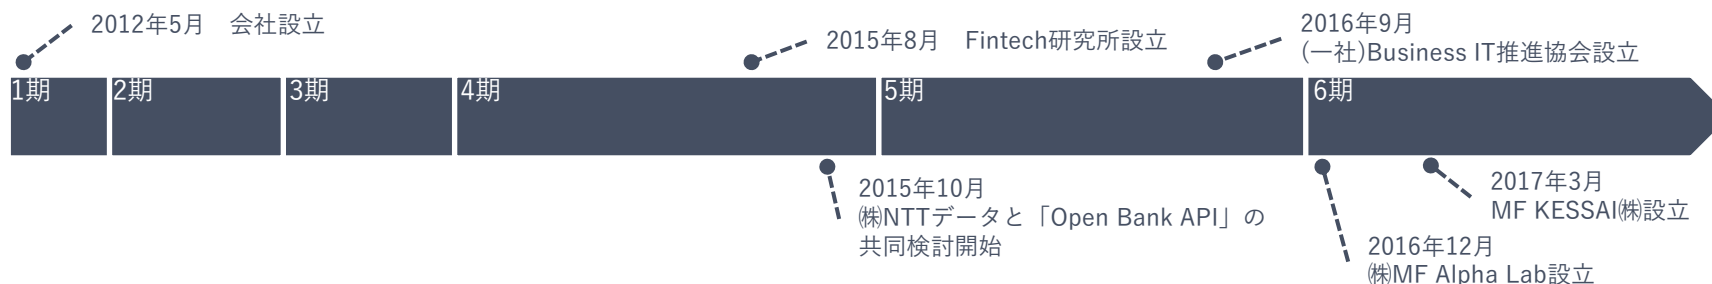 2012年5月　会社設立
2015年8月　Fintech研究所設立
2016年9月
(一社)Business IT推進協会設立
1期
2期
3期
4期
5期
6期
2015年10月
㈱NTTデータと「Open Bank API」の
共同検討開始
2017年3月
MF KESSAI㈱設立
2016年12月
㈱MF Alpha Lab設立